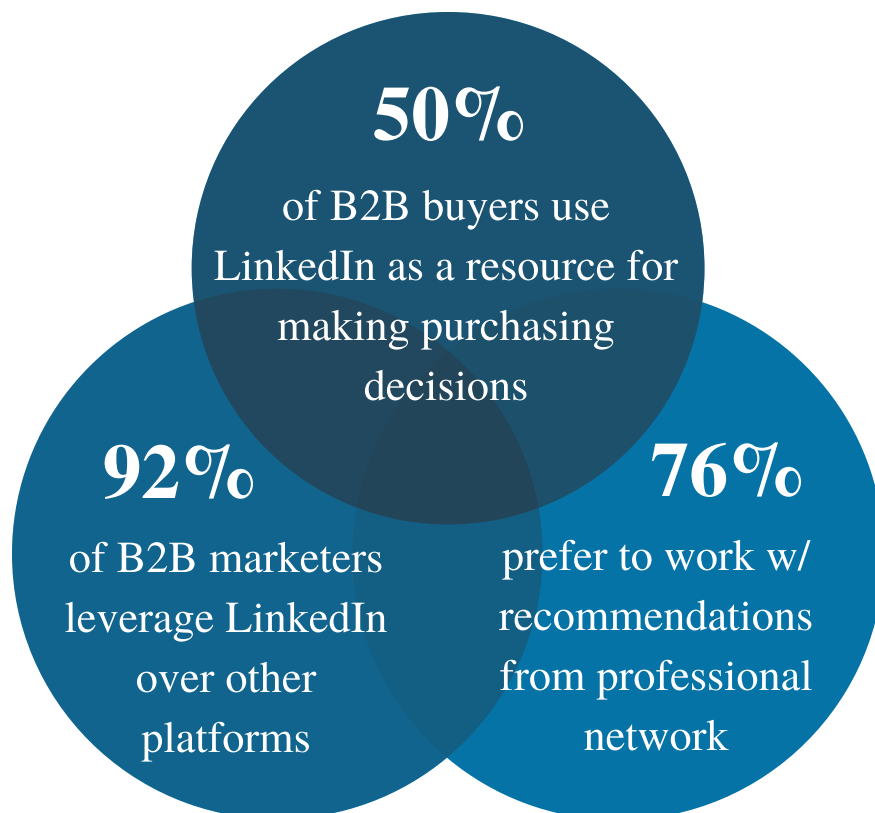 50%
of B2B buyers use
LinkedIn as a resource for
making purchasing
decisions
92%
of B2B marketers
leverage LinkedIn
over other
platforms
76%
prefer to work w/
recommendations
from professional
network